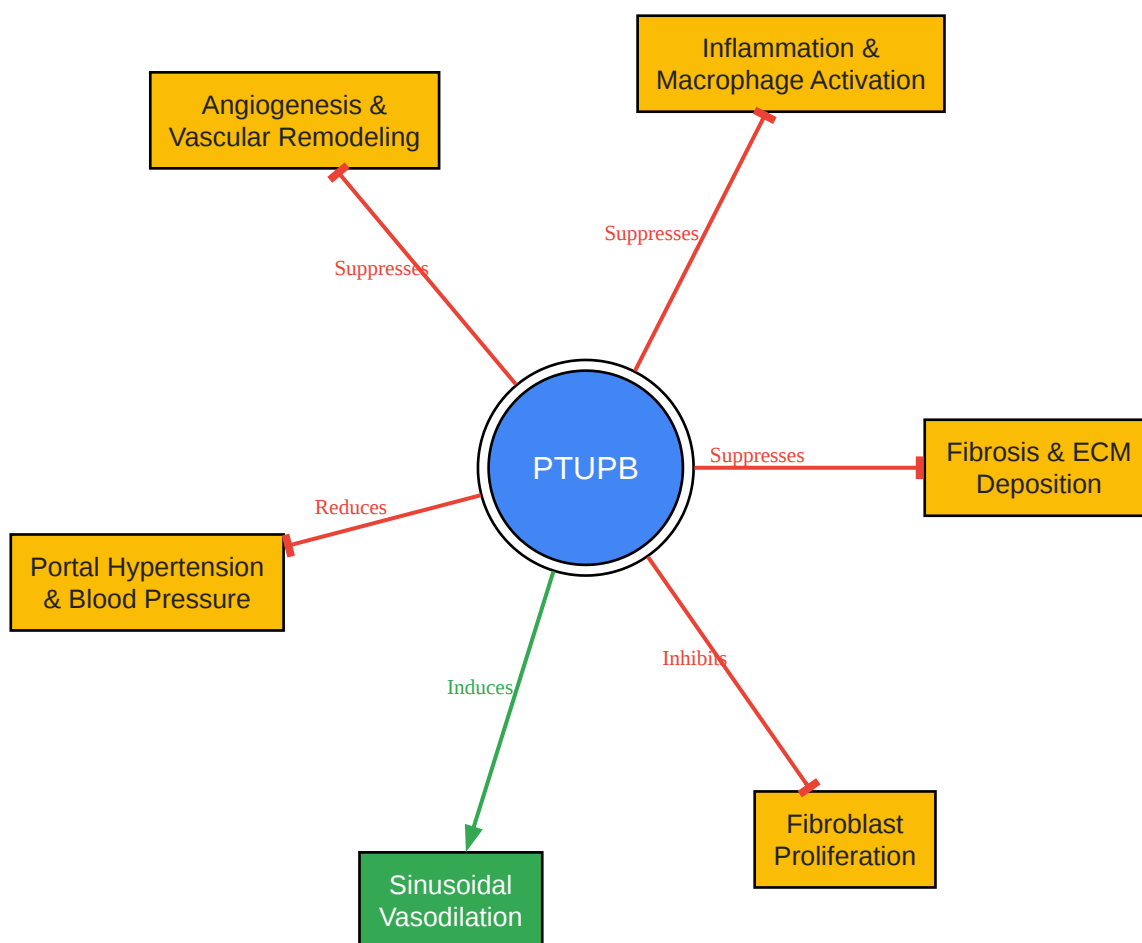 Inflammation &
Macrophage Activation
Angiogenesis &
Vascular Remodeling
Suppresses
Suppresses
PTUPB
Suppresses
Fibrosis & ECM
Deposition
Reduces
Portal Hypertension
& Blood Pressure
Inhibits
Induces
Fibroblast
Proliferation
Sinusoidal
Vasodilation